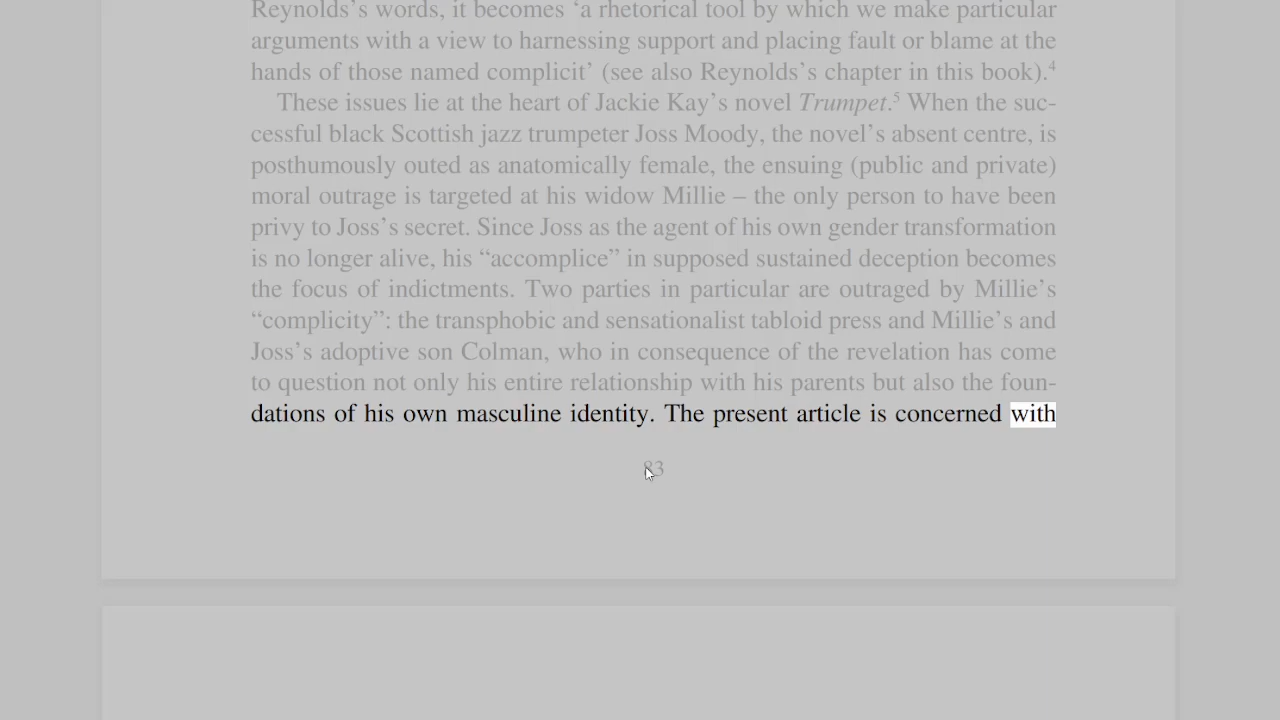 Reynolds’s words, it becomes ‘a rhetorical tool by which we make particular
arguments with a view to harnessing support and placing fault or blame at the
hands of those named complicit’ (see also Reynolds’s chapter in this book).⁴
These issues lie at the heart of Jackie Kay’s novel Trumpet.⁵ When the suc-
cessful black Scottish jazz trumpeter Joss Moody, the novel’s absent centre, is
posthumously outed as anatomically female, the ensuing (public and private)
moral outrage is targeted at his widow Millie – the only person to have been
privy to Joss’s secret. Since Joss as the agent of his own gender transformation
is no longer alive, his “accomplice” in supposed sustained deception becomes
the focus of indictments. Two parties in particular are outraged by Millie’s
“complicity”: the transphobic and sensationalist tabloid press and Millie’s and
Joss’s adoptive son Colman, who in consequence of the revelation has come
to question not only his entire relationship with his parents but also the foun-
dations of his own masculine identity. The present article is concerned with
83